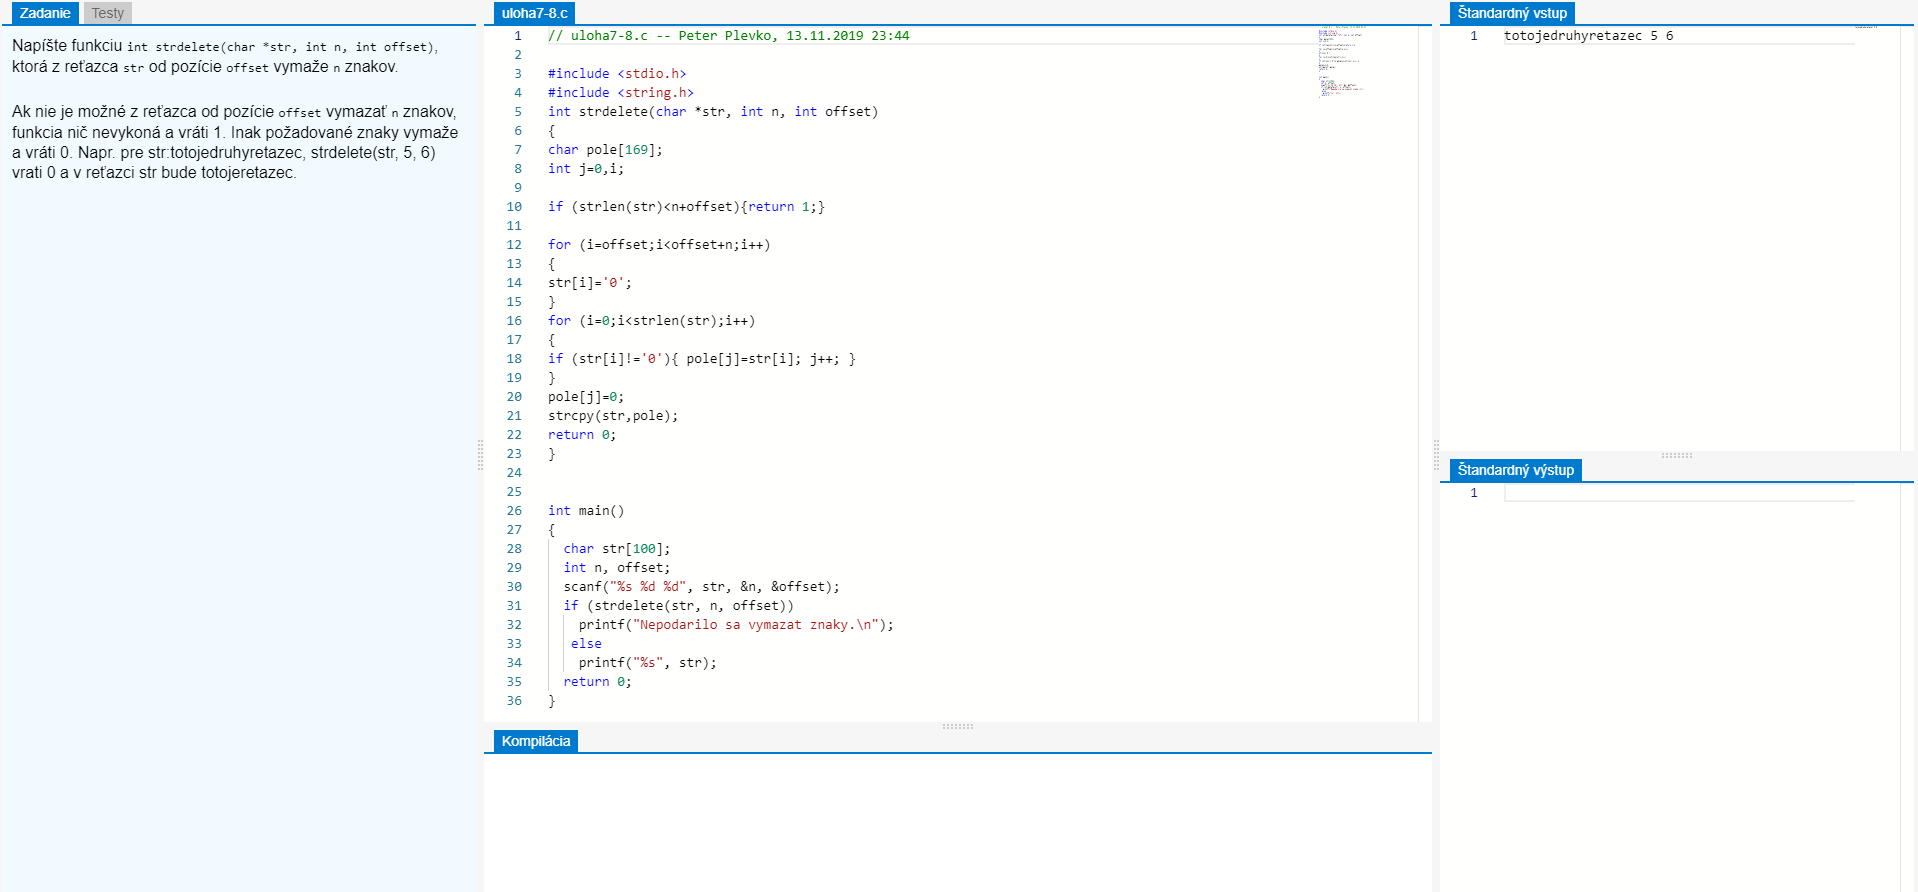 Zadanie
Testy
Napíšte funkciu int strdelete(char *str, int n, int offset),
ktorá z reťazca str od pozície offset vymaže n znakov.
Ak nie je možné z reťazca od pozície offset vymazať n znakov,
funkcia nič nevykoná a vráti 1. Inak požadované znaky vymaže
a vráti 0. Napr. pre str:totojedruhyretazec, strdelete(str, 5, 6)
vrati 0 a v reťazci str bude totojeretazec.
uloha7-8.c
1 // uloha7-8.c -- Peter Plevko, 13.11.2019 23:44
2
3 #include <stdio.h>
4 #include <string.h>
5 int strdelete(char *str, int n, int offset)
6 {
7 char pole[169];
8 int j=0,i;
9
10 if (strlen(str)<n+offset){return 1;}
11
12 for (i=offset;i<offset+n;i++)
13 {
14 str[i]='0';
15 }
16 for (i=0;i<strlen(str);i++)
17 {
18 if (str[i]!='0'){ pole[j]=str[i]; j++; }
19 }
20 pole[j]=0;
21 strcpy(str,pole);
22 return 0;
23 }
24
25
26 int main()
27 {
28 char str[100];
29 int n, offset;
30 scanf("%s %d %d", str, &n, &offset);
31 if (strdelete(str, n, offset))
32 printf("Nepodarilo sa vymazat znaky.\n");
33 else
34 printf("%s", str);
35 return 0;
36 }
Kompilácia
Štandardný vstup
1 totojedruhyretazec 5 6
Štandardný výstup
1